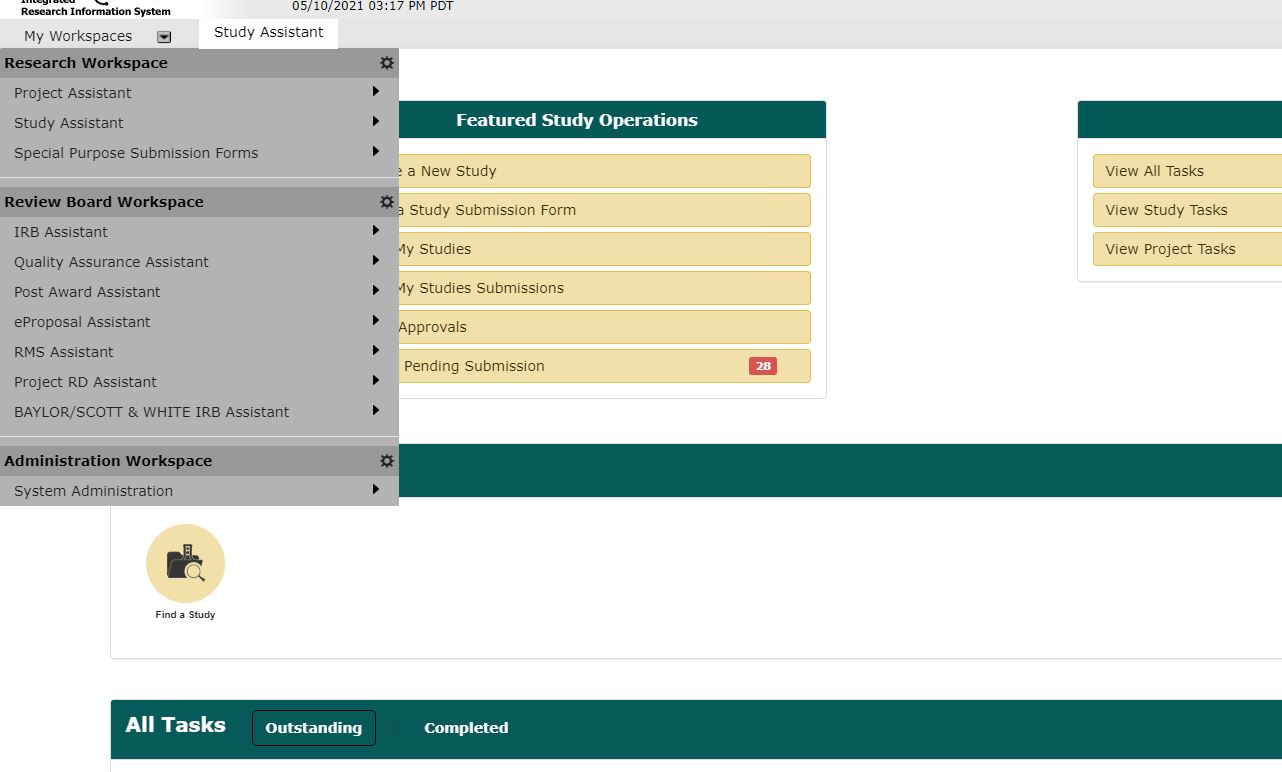 Integrated
Research Information System
05/10/2021 03:17 PM PDT
My Workspaces
Study Assistant
Research Workspace
Project Assistant
Study Assistant
Special Purpose Submission Forms
Review Board Workspace
IRB Assistant
Quality Assurance Assistant
Post Award Assistant
eProposal Assistant
RMS Assistant
Project RD Assistant
BAYLOR/SCOTT & WHITE IRB Assistant
Administration Workspace
System Administration
Featured Study Operations
e a New Study
a Study Submission Form
My Studies
My Studies Submissions
Approvals
Pending Submission 28
View All Tasks
View Study Tasks
View Project Tasks
Find a Study
All Tasks Outstanding Completed